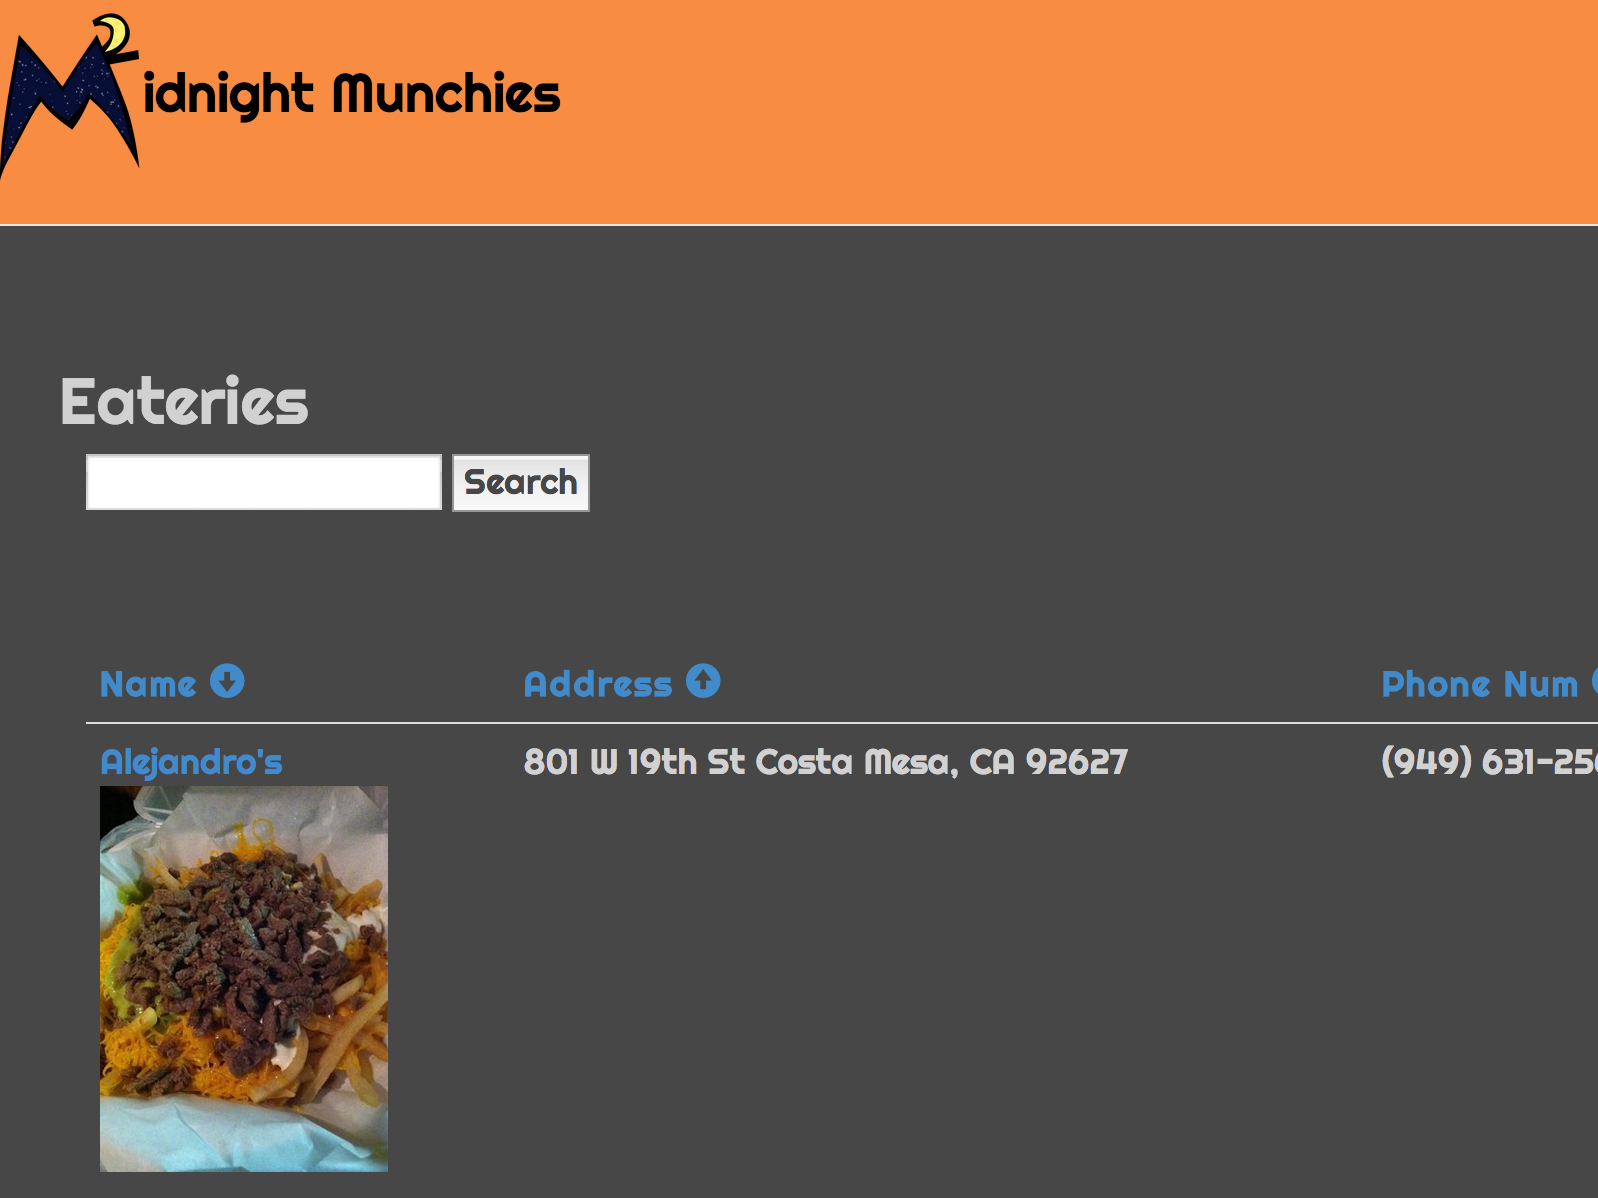 Midnight Munchies
Eateries
Search
Name Address Phone Num
Alejandro's 801 W 19th St Costa Mesa, CA 92627 (949) 631-25